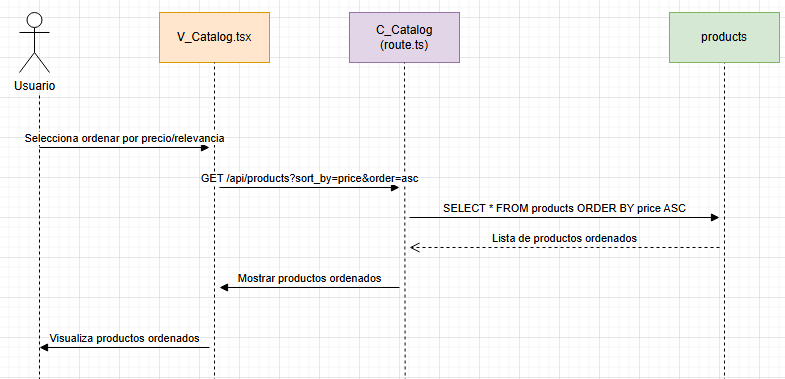 V_Catalog.tsx
C_Catalog
(route.ts)
products
Usuario
Selecciona ordenar por precio/relevancia
GET /api/products?sort_by=price&order=asc
SELECT * FROM products ORDER BY price ASC
Lista de productos ordenados
Mostrar productos ordenados
Visualiza productos ordenados